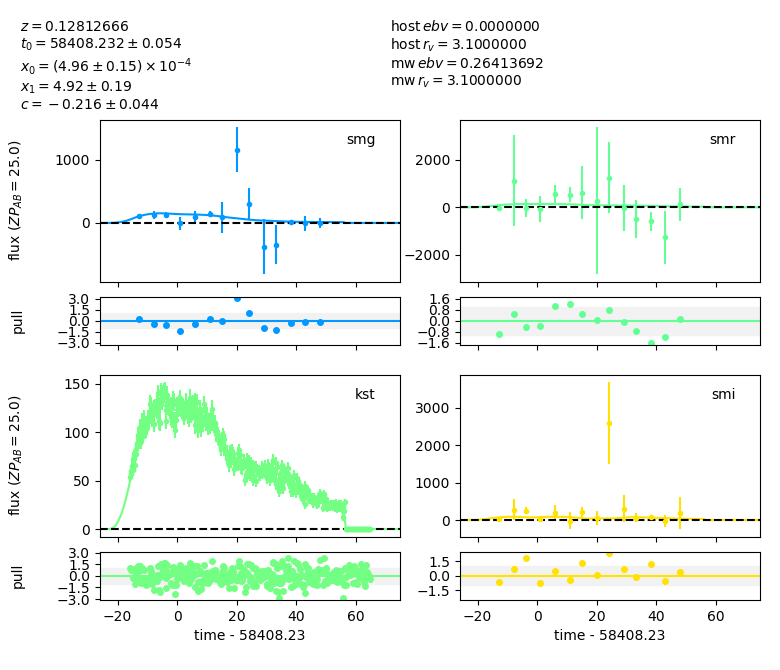 z = 0.12812666
t₀ = 58408.232 ± 0.054
x₀ = (4.96 ± 0.15) × 10⁻⁴
x₁ = 4.92 ± 0.19
c = −0.216 ± 0.044
host ebv = 0.0000000
host r_v = 3.1000000
mw ebv = 0.26413692
mw r_v = 3.1000000
flux (ZP_AB = 25.0)
1000
0
smg
2000
0
−2000
smr
pull
3.0
1.5
0.0
−1.5
−3.0
1.6
0.8
0.0
−0.8
−1.6
flux (ZP_AB = 25.0)
150
100
50
0
kst
3000
2000
1000
0
smi
pull
3.0
1.5
0.0
−1.5
−3.0
1.5
0.0
−1.5
−20 0 20 40 60
−20 0 20 40 60
time - 58408.23
time - 58408.23